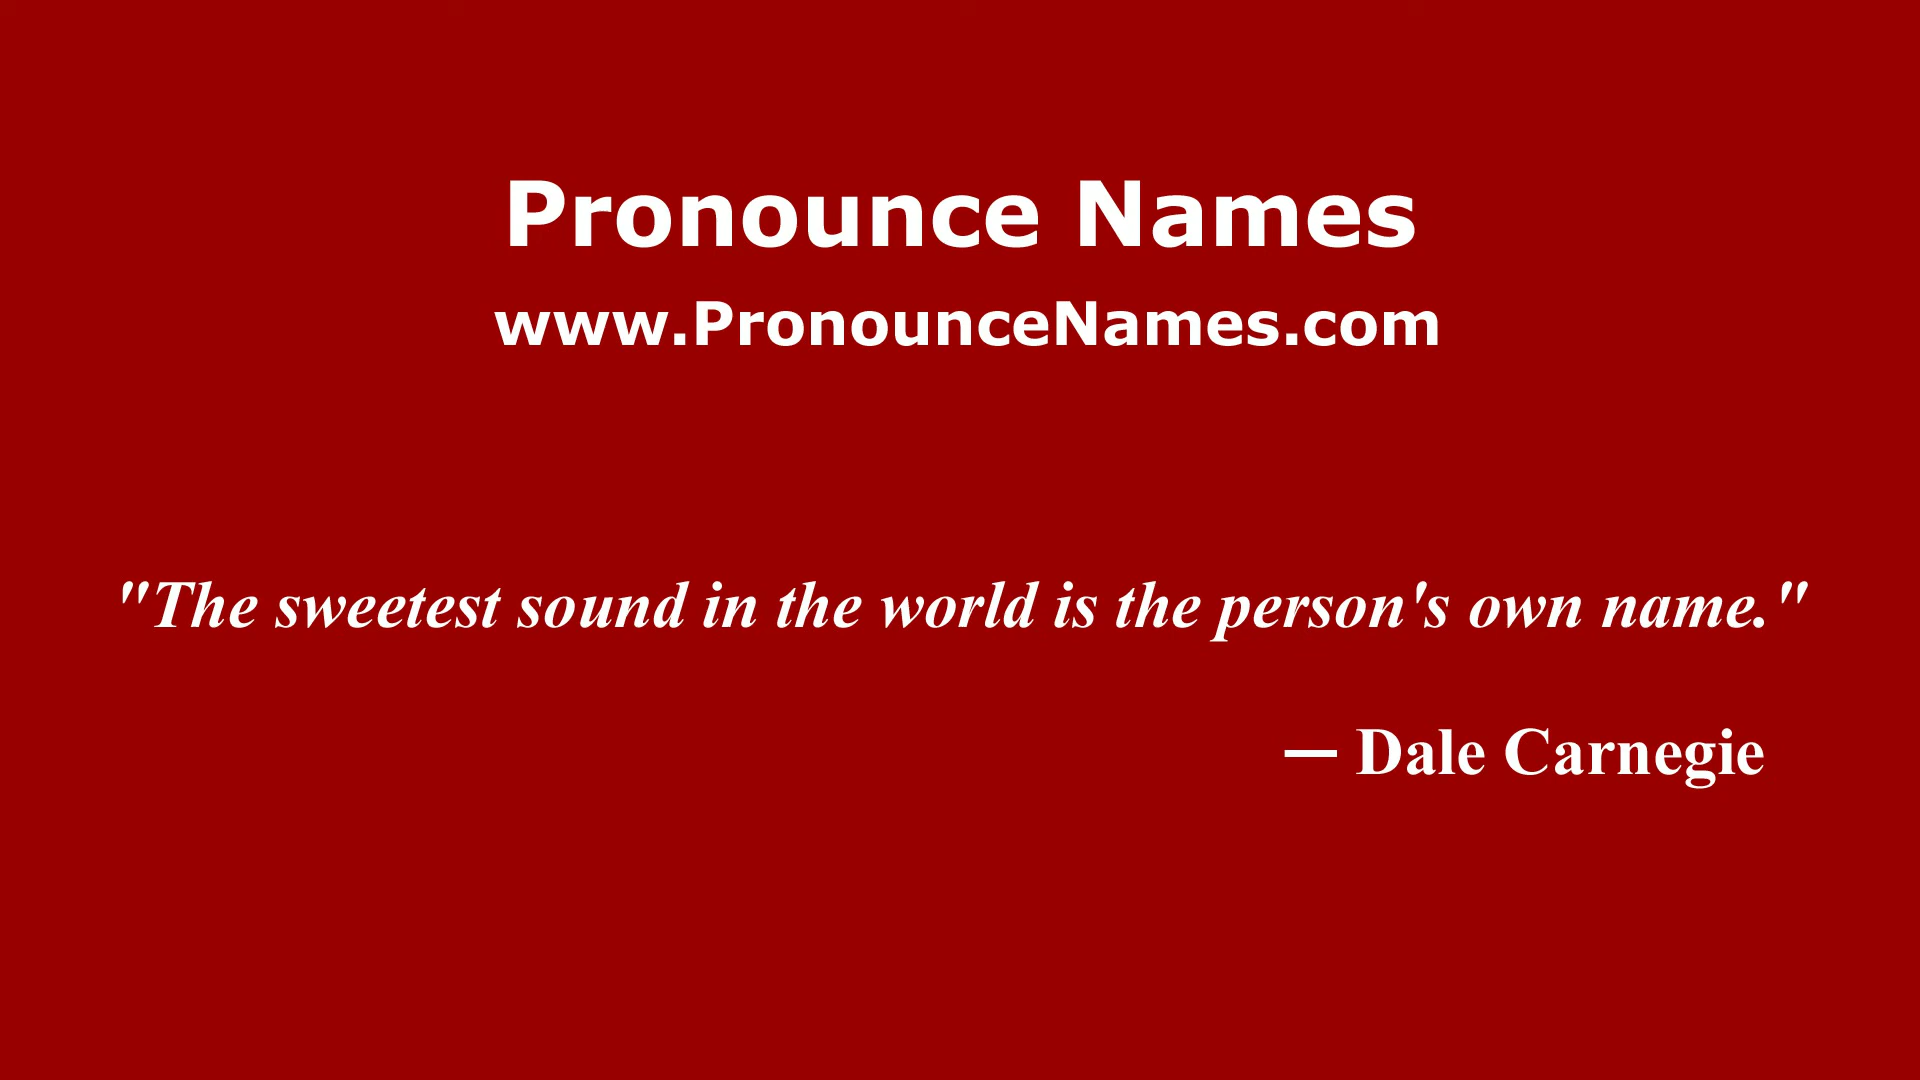 Pronounce Names
www.PronounceNames.com
"The sweetest sound in the world is the person's own name."
— Dale Carnegie